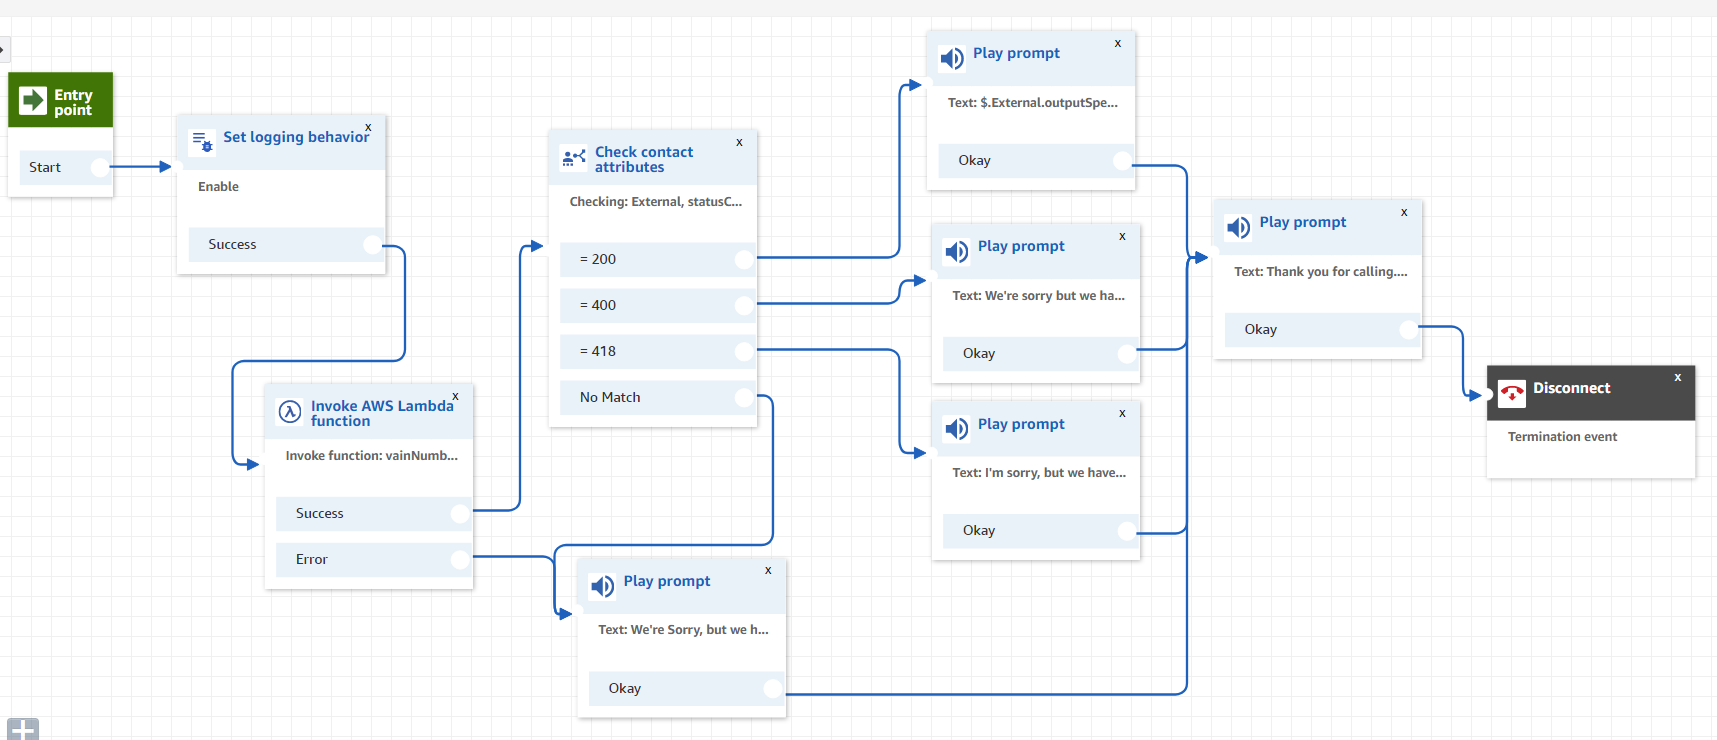 Entry
point
Start
Set logging behavior
x
Enable
Success
Invoke AWS Lambda
function
x
Invoke function: vainNumb...
Success
Error
Check contact
attributes
x
Checking: External, statusC...
= 200
= 400
= 418
No Match
Play prompt
x
Text: We're Sorry, but we h...
Okay
Play prompt
x
Text: $.External.outputSpe...
Okay
Play prompt
x
Text: We're sorry but we ha...
Okay
Play prompt
x
Text: I'm sorry, but we have...
Okay
Play prompt
x
Text: Thank you for calling....
Okay
Disconnect
x
Termination event